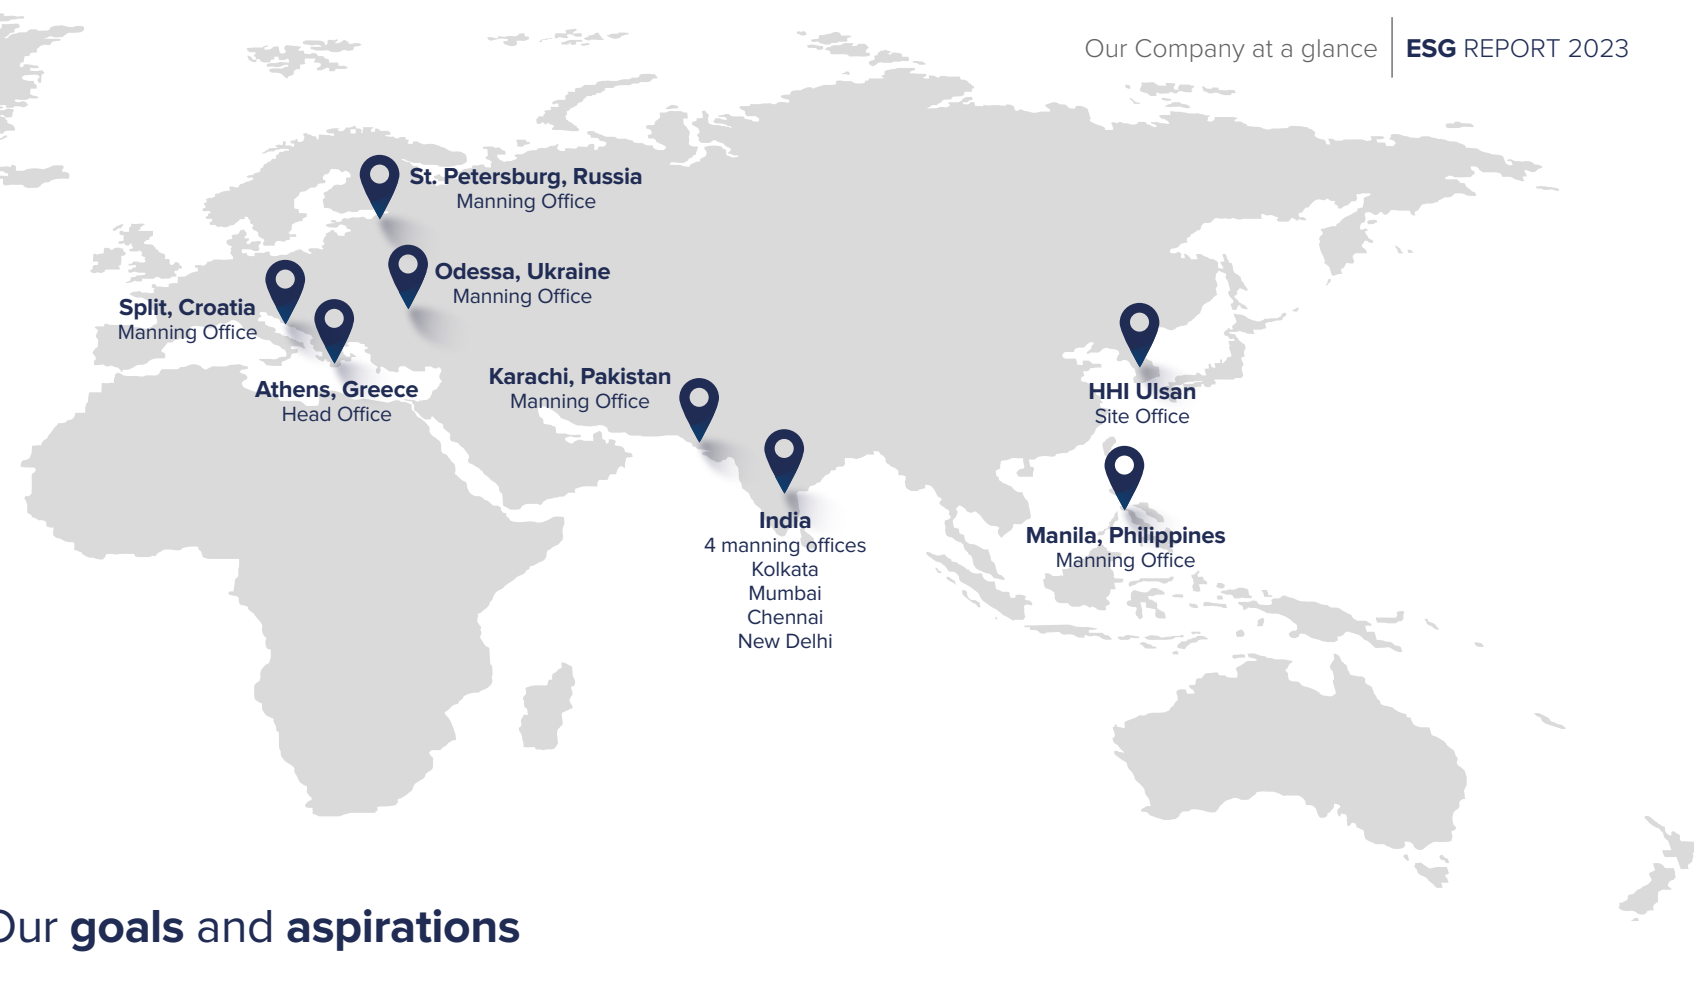 Our Company at a glance
ESG REPORT 2023
St. Petersburg, Russia
Manning Office
Odessa, Ukraine
Manning Office
Split, Croatia
Manning Office
Athens, Greece
Head Office
Karachi, Pakistan
Manning Office
India
4 manning offices
Kolkata
Mumbai
Chennai
New Delhi
HHI Ulsan
Site Office
Manila, Philippines
Manning Office
Our goals and aspirations